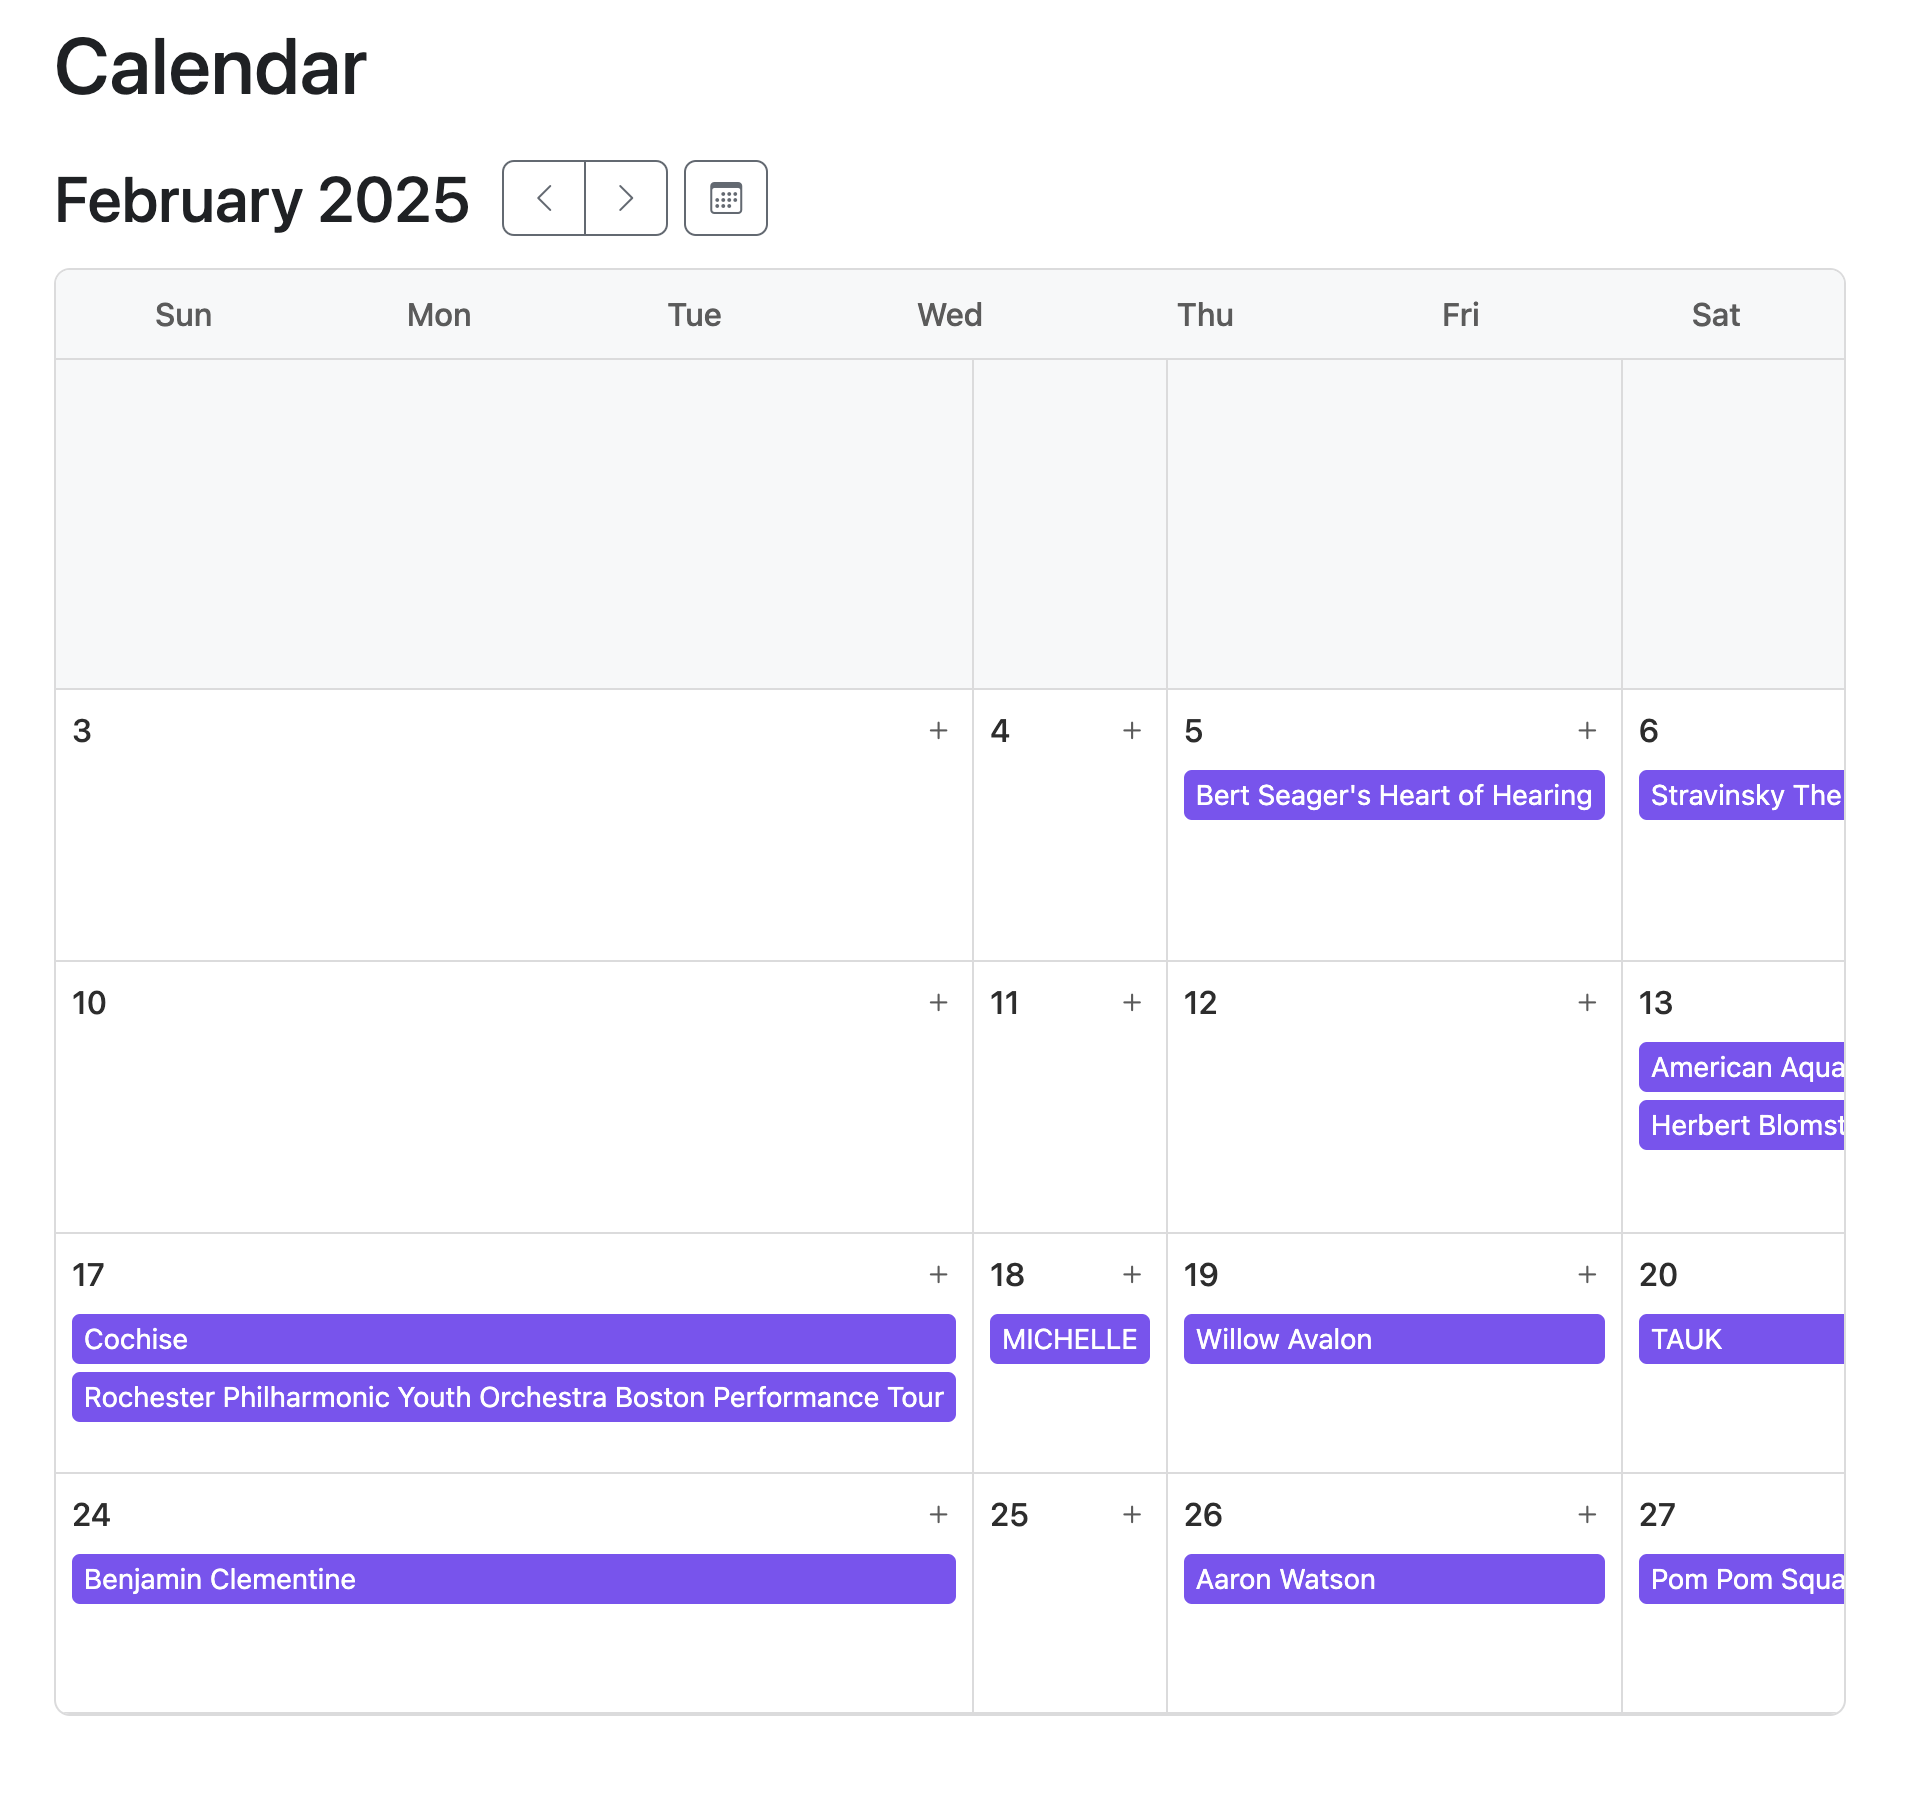 Calendar
February 2025
Sun Mon Tue Wed Thu Fri Sat
3 + 4 + 5 + 6
Bert Seager's Heart of Hearing Stravinsky The
10 + 11 + 12 + 13
American Aqua
Herbert Blomst
17 + 18 + 19 + 20
Cochise MICHELLE Willow Avalon TAUK
Rochester Philharmonic Youth Orchestra Boston Performance Tour
24 + 25 + 26 + 27
Benjamin Clementine Aaron Watson Pom Pom Squa